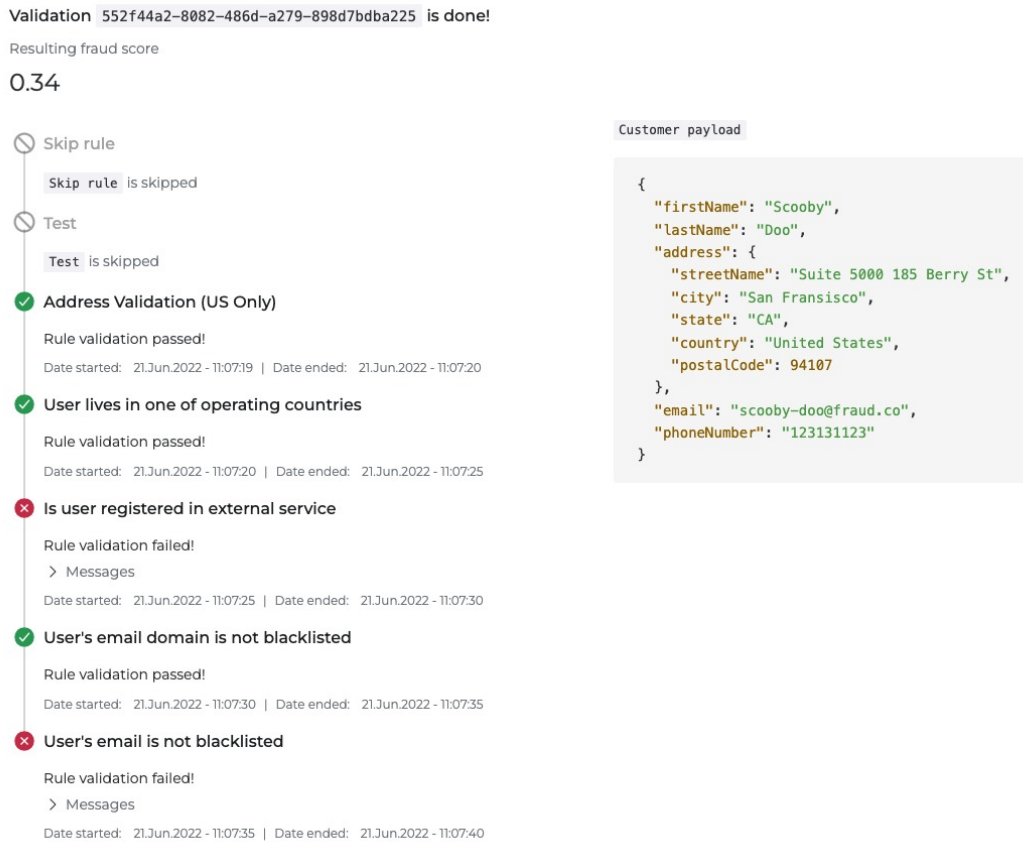 Validation 552f44a2-8082-486d-a279-898d7bdba225 is done!
Resulting fraud score
0.34
Skip rule
Skip rule is skipped
Test
Test is skipped
Address Validation (US Only)
Rule validation passed!
Date started: 21.Jun.2022 - 11:07:19 | Date ended: 21.Jun.2022 - 11:07:20
User lives in one of operating countries
Rule validation passed!
Date started: 21.Jun.2022 - 11:07:20 | Date ended: 21.Jun.2022 - 11:07:25
Is user registered in external service
Rule validation failed!
Messages
Date started: 21.Jun.2022 - 11:07:25 | Date ended: 21.Jun.2022 - 11:07:30
User's email domain is not blacklisted
Rule validation passed!
Date started: 21.Jun.2022 - 11:07:30 | Date ended: 21.Jun.2022 - 11:07:35
User's email is not blacklisted
Rule validation failed!
Messages
Date started: 21.Jun.2022 - 11:07:35 | Date ended: 21.Jun.2022 - 11:07:40
Customer payload
{
"firstName": "Scooby",
"lastName": "Doo",
"address": {
"streetName": "Suite 5000 185 Berry St",
"city": "San Fransisco",
"state": "CA",
"country": "United States",
"postalCode": 94107
},
"email": "scooby-doo@fraud.co",
"phoneNumber": "123131123"
}